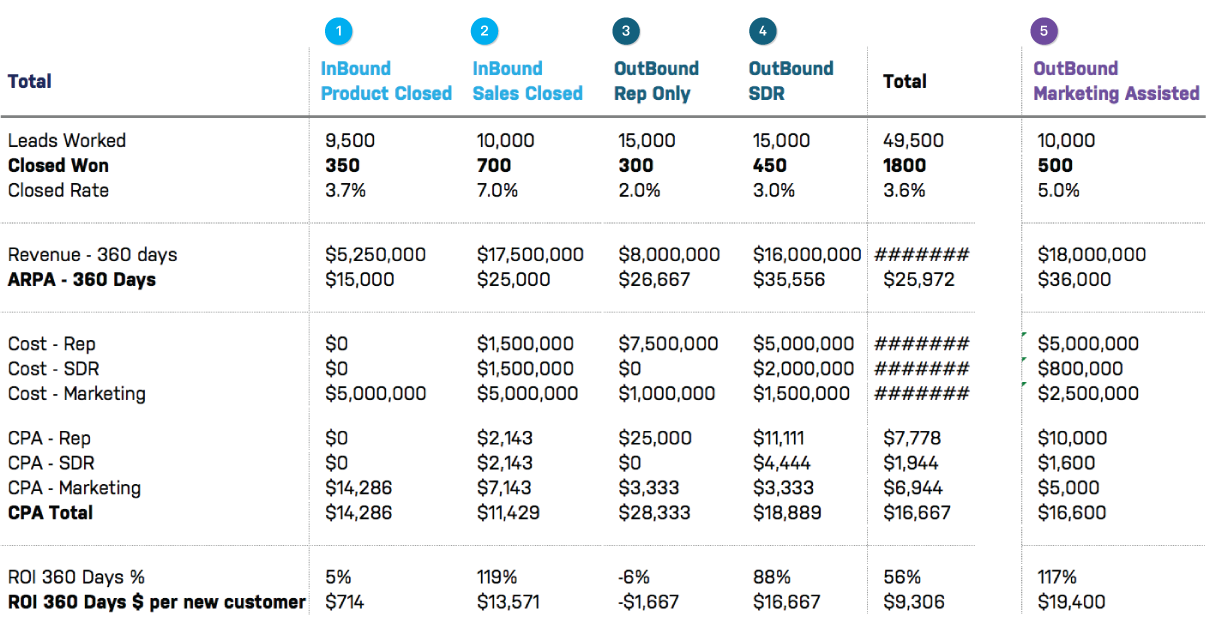 1 2 3 4 5
Total InBound Product Closed InBound Sales Closed OutBound Rep Only OutBound SDR Total OutBound Marketing Assisted
Leads Worked 9,500 10,000 15,000 15,000 49,500 10,000
Closed Won 350 700 300 450 1800 500
Closed Rate 3.7% 7.0% 2.0% 3.0% 3.6% 5.0%
Revenue - 360 days $5,250,000 $17,500,000 $8,000,000 $16,000,000 ####### $18,000,000
ARPA - 360 Days $15,000 $25,000 $26,667 $35,556 $25,972 $36,000
Cost - Rep $0 $1,500,000 $7,500,000 $5,000,000 ####### $5,000,000
Cost - SDR $0 $1,500,000 $0 $2,000,000 ####### $800,000
Cost - Marketing $5,000,000 $5,000,000 $1,000,000 $1,500,000 ####### $2,500,000
CPA - Rep $0 $2,143 $25,000 $11,111 $7,778 $10,000
CPA - SDR $0 $2,143 $0 $4,444 $1,944 $1,600
CPA - Marketing $14,286 $7,143 $3,333 $3,333 $6,944 $5,000
CPA Total $14,286 $11,429 $28,333 $18,889 $16,667 $16,600
ROI 360 Days % 5% 119% -6% 88% 56% 117%
ROI 360 Days $ per new customer $714 $13,571 -$1,667 $16,667 $9,306 $19,400